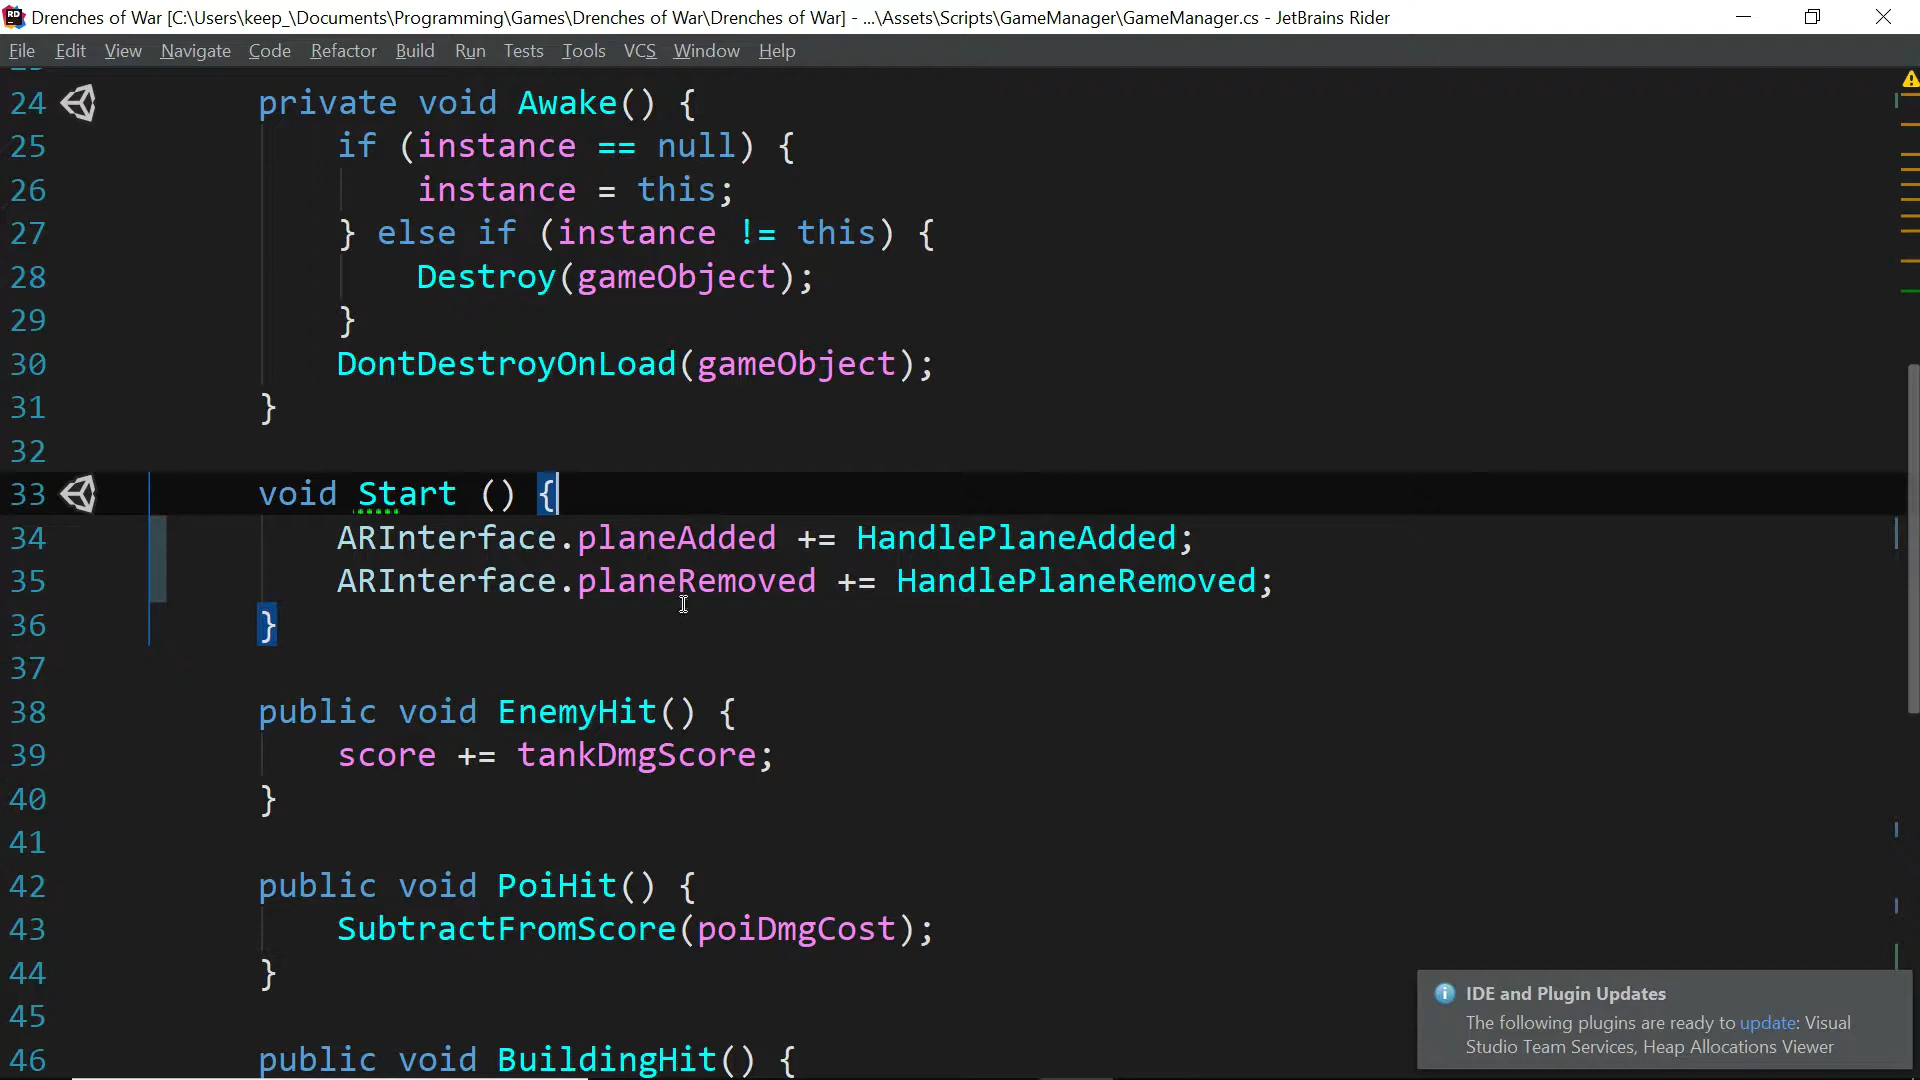 RD Drenches of War [C:\Users\keep_\Documents\Programming\Games\Drenches of War\Drenches of War] - ...\Assets\Scripts\GameManager\GameManager.cs - JetBrains Rider
File Edit View Navigate Code Refactor Build Run Tests Tools VCS Window Help
24 private void Awake() {
25 if (instance == null) {
26 instance = this;
27 } else if (instance != this) {
28 Destroy(gameObject);
29 }
30 DontDestroyOnLoad(gameObject);
31 }
32
33 void Start () {
34 ARInterface.planeAdded += HandlePlaneAdded;
35 ARInterface.planeRemoved += HandlePlaneRemoved;
36 }
37
38 public void EnemyHit() {
39 score += tankDmgScore;
40 }
41
42 public void PoiHit() {
43 SubtractFromScore(poiDmgCost);
44 }
45
46 public void BuildingHit() {
IDE and Plugin Updates
The following plugins are ready to update: Visual
Studio Team Services, Heap Allocations Viewer